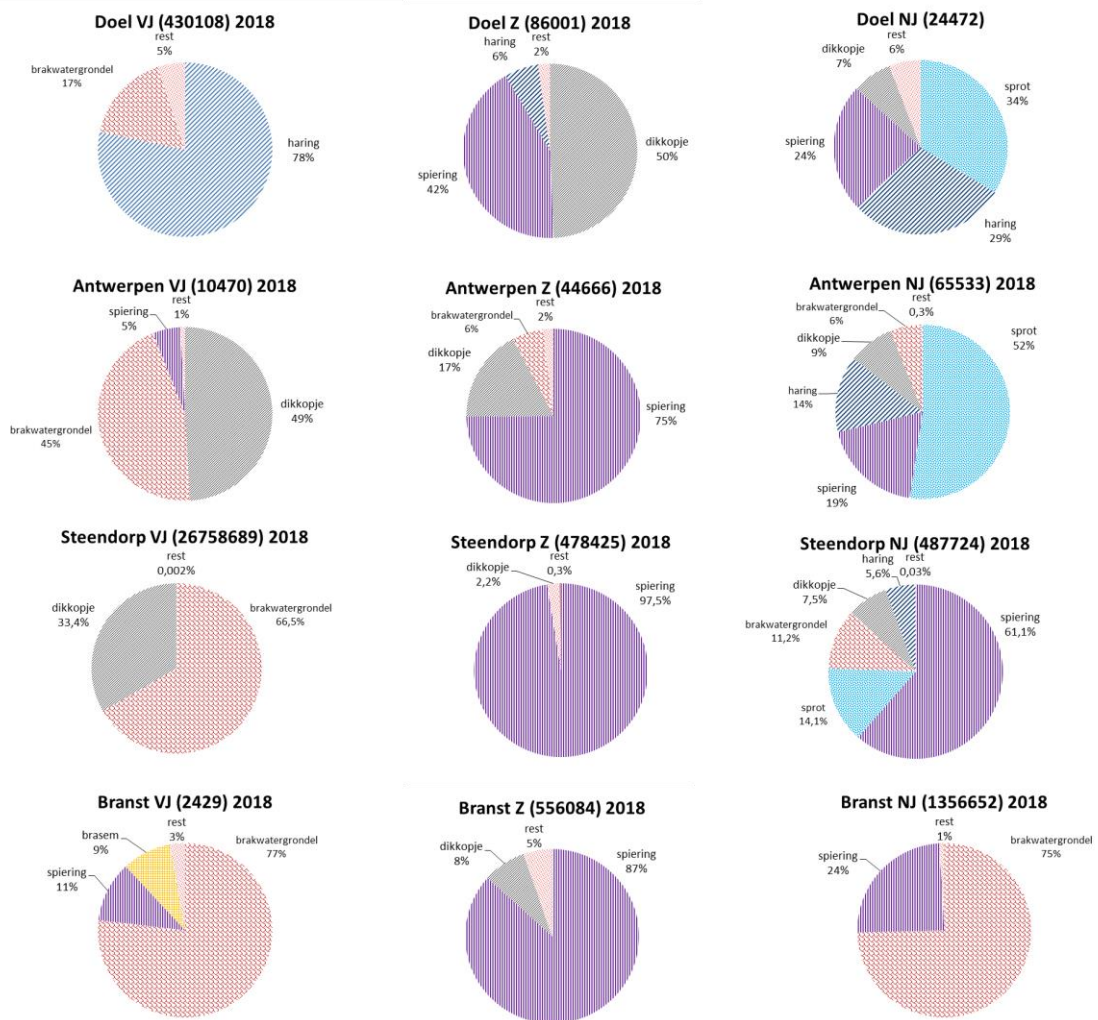 Doel VJ (430108) 2018
rest
5%
brakwatergrondel
17%
haring
78%
Doel Z (86001) 2018
haring
6%
rest
2%
dikkopje
50%
spiering
42%
Doel NJ (24472)
rest
6%
dikkopje
7%
sprot
34%
spiering
24%
haring
29%
Antwerpen VJ (10470) 2018
rest
1%
spiering
5%
dikkopje
49%
brakwatergrondel
45%
Antwerpen Z (44666) 2018
rest
2%
brakwatergrondel
6%
dikkopje
17%
spiering
75%
Antwerpen NJ (65533) 2018
rest
0,3%
brakwatergrondel
6%
sprot
52%
dikkopje
9%
haring
14%
spiering
19%
Steendorp VJ (26758689) 2018
rest
0,002%
dikkopje
33,4%
brakwatergrondel
66,5%
Steendorp Z (478425) 2018
rest
0,3%
dikkopje
2,2%
spiering
97,5%
Steendorp NJ (487724) 2018
haring
5,6%
rest
0,03%
dikkopje
7,5%
brakwatergrondel
11,2%
spiering
61,1%
sprot
14,1%
Branst VJ (2429) 2018
rest
3%
brasem
9%
brakwatergrondel
77%
spiering
11%
Branst Z (556084) 2018
rest
5%
dikkopje
8%
spiering
87%
Branst NJ (1356652) 2018
rest
1%
brakwatergrondel
75%
spiering
24%